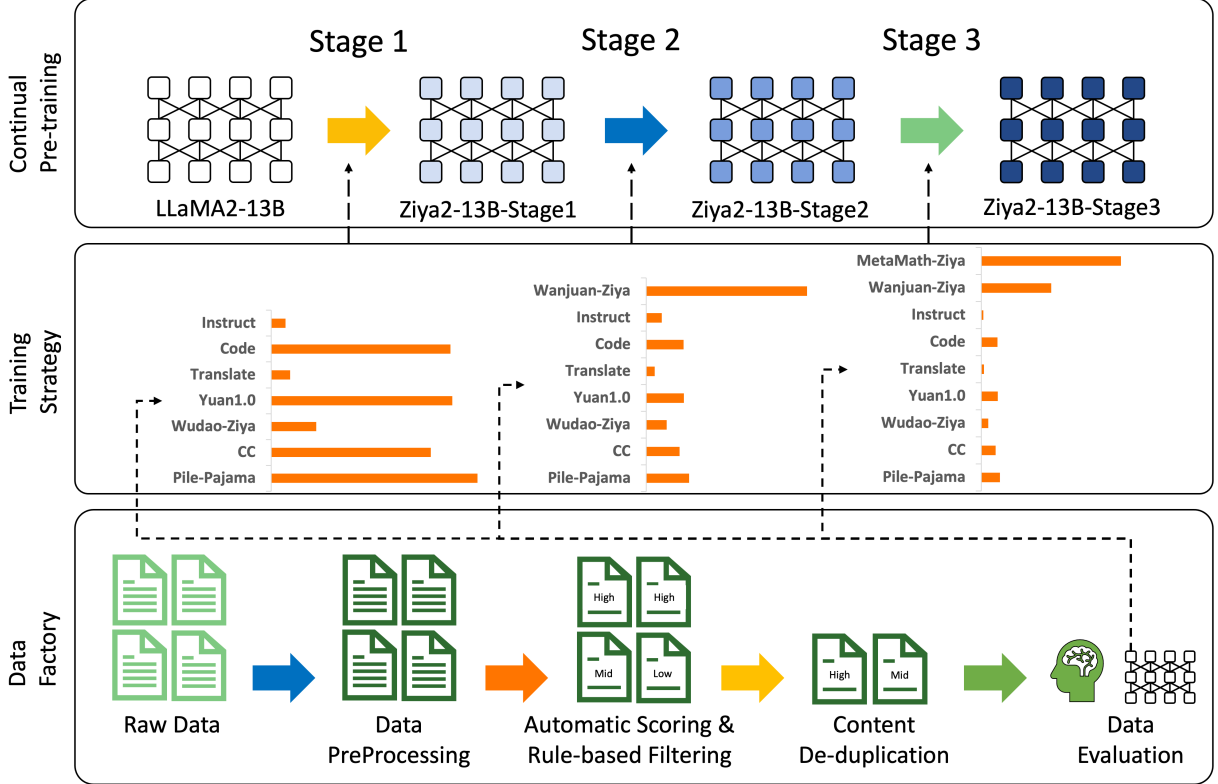 Continual
Pre-training
Stage 1
Stage 2
Stage 3
LLaMA2-13B
Ziya2-13B-Stage1
Ziya2-13B-Stage2
Ziya2-13B-Stage3
Training
Strategy
Instruct
Code
Translate
Yuan1.0
Wudao-Ziya
CC
Pile-Pajama
Wanjuan-Ziya
Instruct
Code
Translate
Yuan1.0
Wudao-Ziya
CC
Pile-Pajama
MetaMath-Ziya
Wanjuan-Ziya
Instruct
Code
Translate
Yuan1.0
Wudao-Ziya
CC
Pile-Pajama
Data
Factory
Raw Data
Data
PreProcessing
High
High
Mid
Low
Automatic Scoring &
Rule-based Filtering
High
Mid
Content
De-duplication
Data
Evaluation